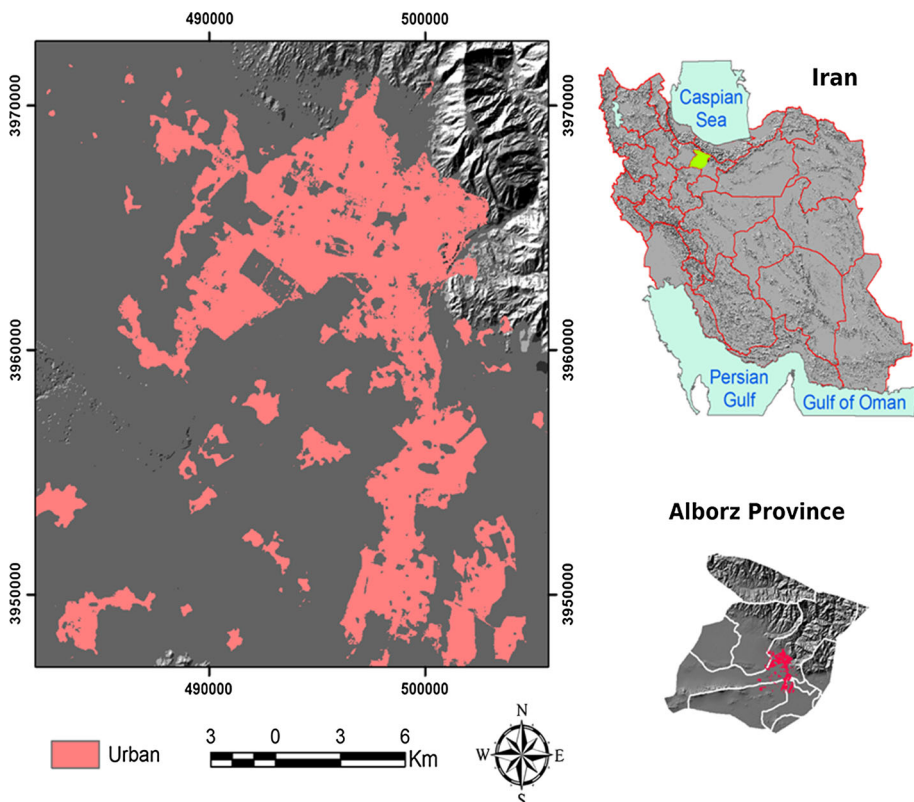 490000
500000
3970000
3970000
3960000
3960000
3950000
3950000
490000
500000
Urban
3 0 3 6
Km
N
W E
S
Iran
Caspian
Sea
Persian
Gulf
Gulf of Oman
Alborz Province